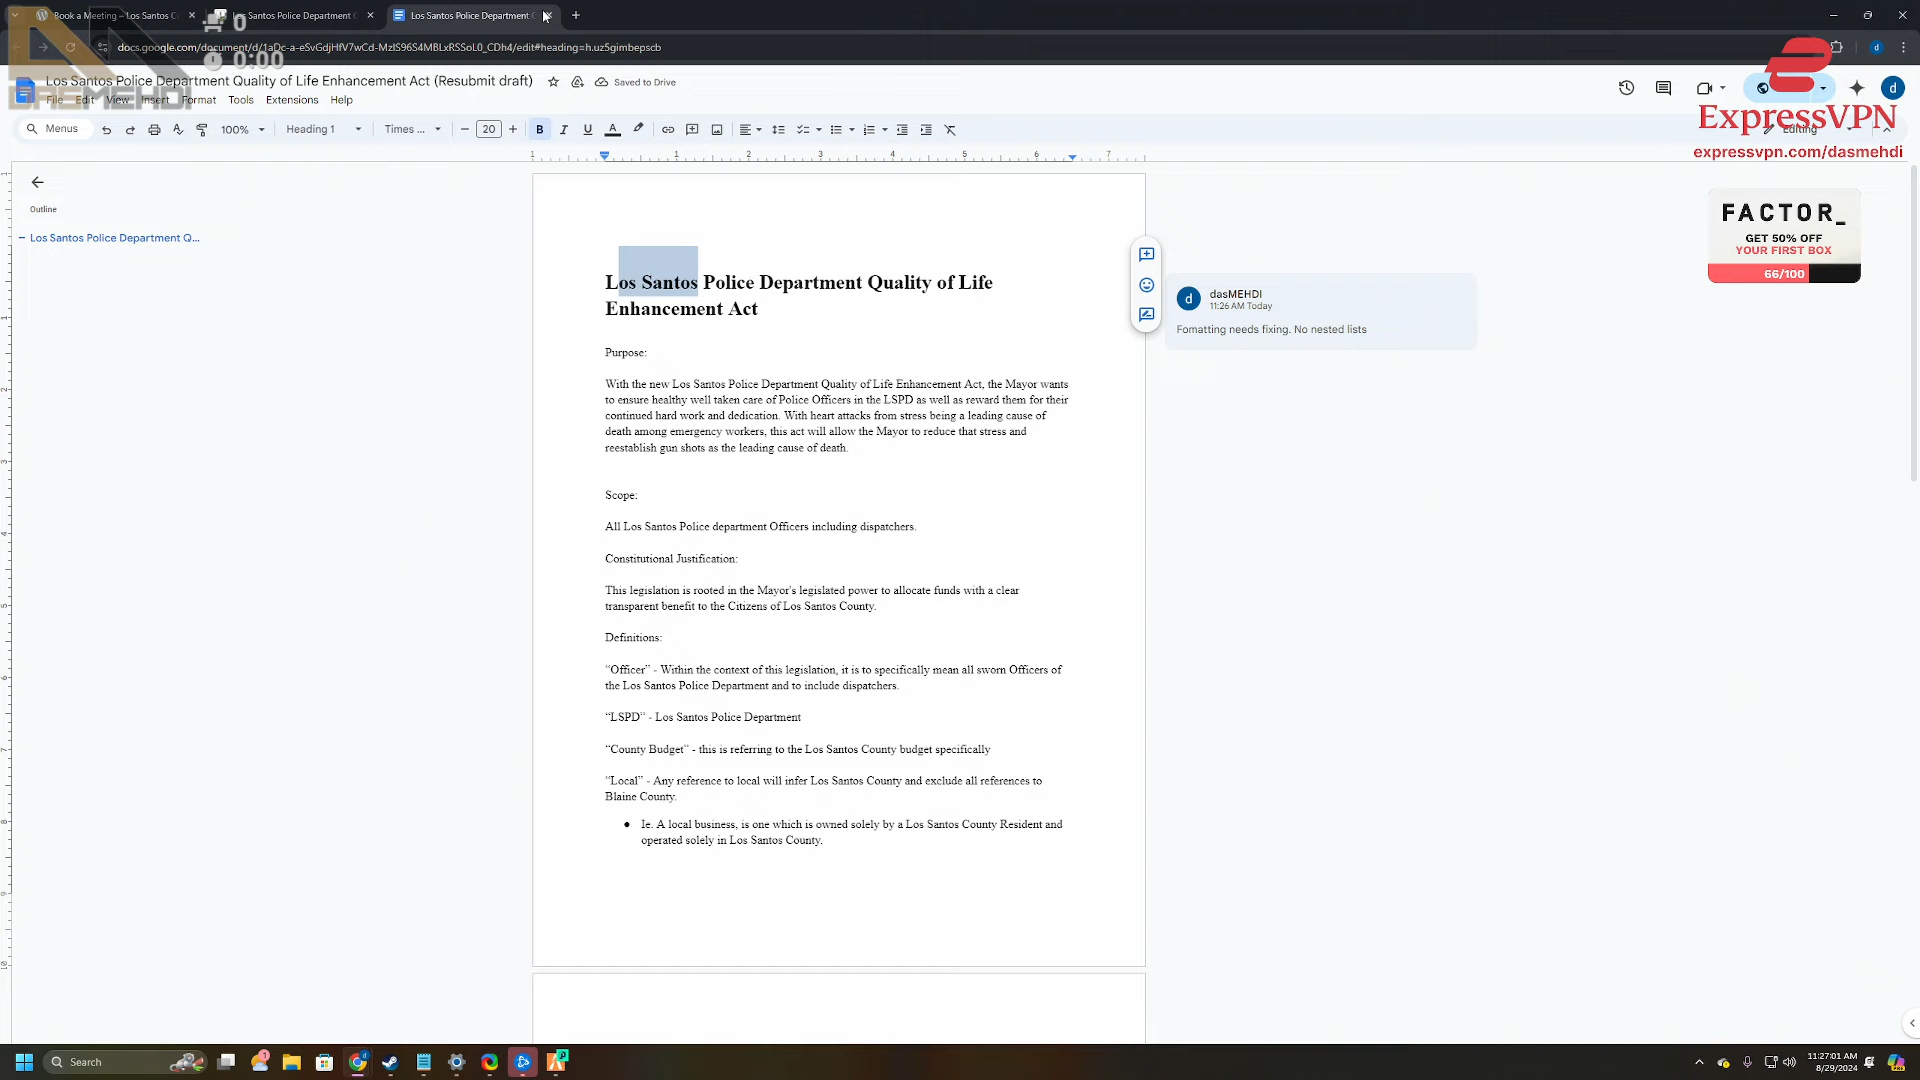 Book a Meeting – Los Santos C
Los Santos Police Department
Los Santos Police Department
0
0:00
docs.google.com/document/d/1aDc-a-eSvGdjHfV7wCd-MzIS96S4MBLxRSSoL0_CDh4/edit#heading=h.uz5gimbepscb
DASMEHDI
Los Santos Police Department Quality of Life Enhancement Act (Resubmit draft)
Saved to Drive
File Edit View Insert Format Tools Extensions Help
Menus
100%
Heading 1
Times ...
20
B
Editing
ExpressVPN
expressvpn.com/dasmehdi
1 1 2 3 4 5 6 7
Outline
Los Santos Police Department Q...
FACTOR_
GET 50% OFF
YOUR FIRST BOX
66/100
Los Santos Police Department Quality of Life
Enhancement Act
dasMEHDI
11:26 AM Today
Fomatting needs fixing. No nested lists
Purpose:
With the new Los Santos Police Department Quality of Life Enhancement Act, the Mayor wants
to ensure healthy well taken care of Police Officers in the LSPD as well as reward them for their
continued hard work and dedication. With heart attacks from stress being a leading cause of
death among emergency workers, this act will allow the Mayor to reduce that stress and
reestablish gun shots as the leading cause of death.
Scope:
All Los Santos Police department Officers including dispatchers.
Constitutional Justification:
This legislation is rooted in the Mayor's legislated power to allocate funds with a clear
transparent benefit to the Citizens of Los Santos County.
Definitions:
“Officer” - Within the context of this legislation, it is to specifically mean all sworn Officers of
the Los Santos Police Department and to include dispatchers.
“LSPD” - Los Santos Police Department
“County Budget” - this is referring to the Los Santos County budget specifically
“Local” - Any reference to local will infer Los Santos County and exclude all references to
Blaine County.
● Ie. A local business, is one which is owned solely by a Los Santos County Resident and
operated solely in Los Santos County.
Search
11:27:01 AM
8/29/2024